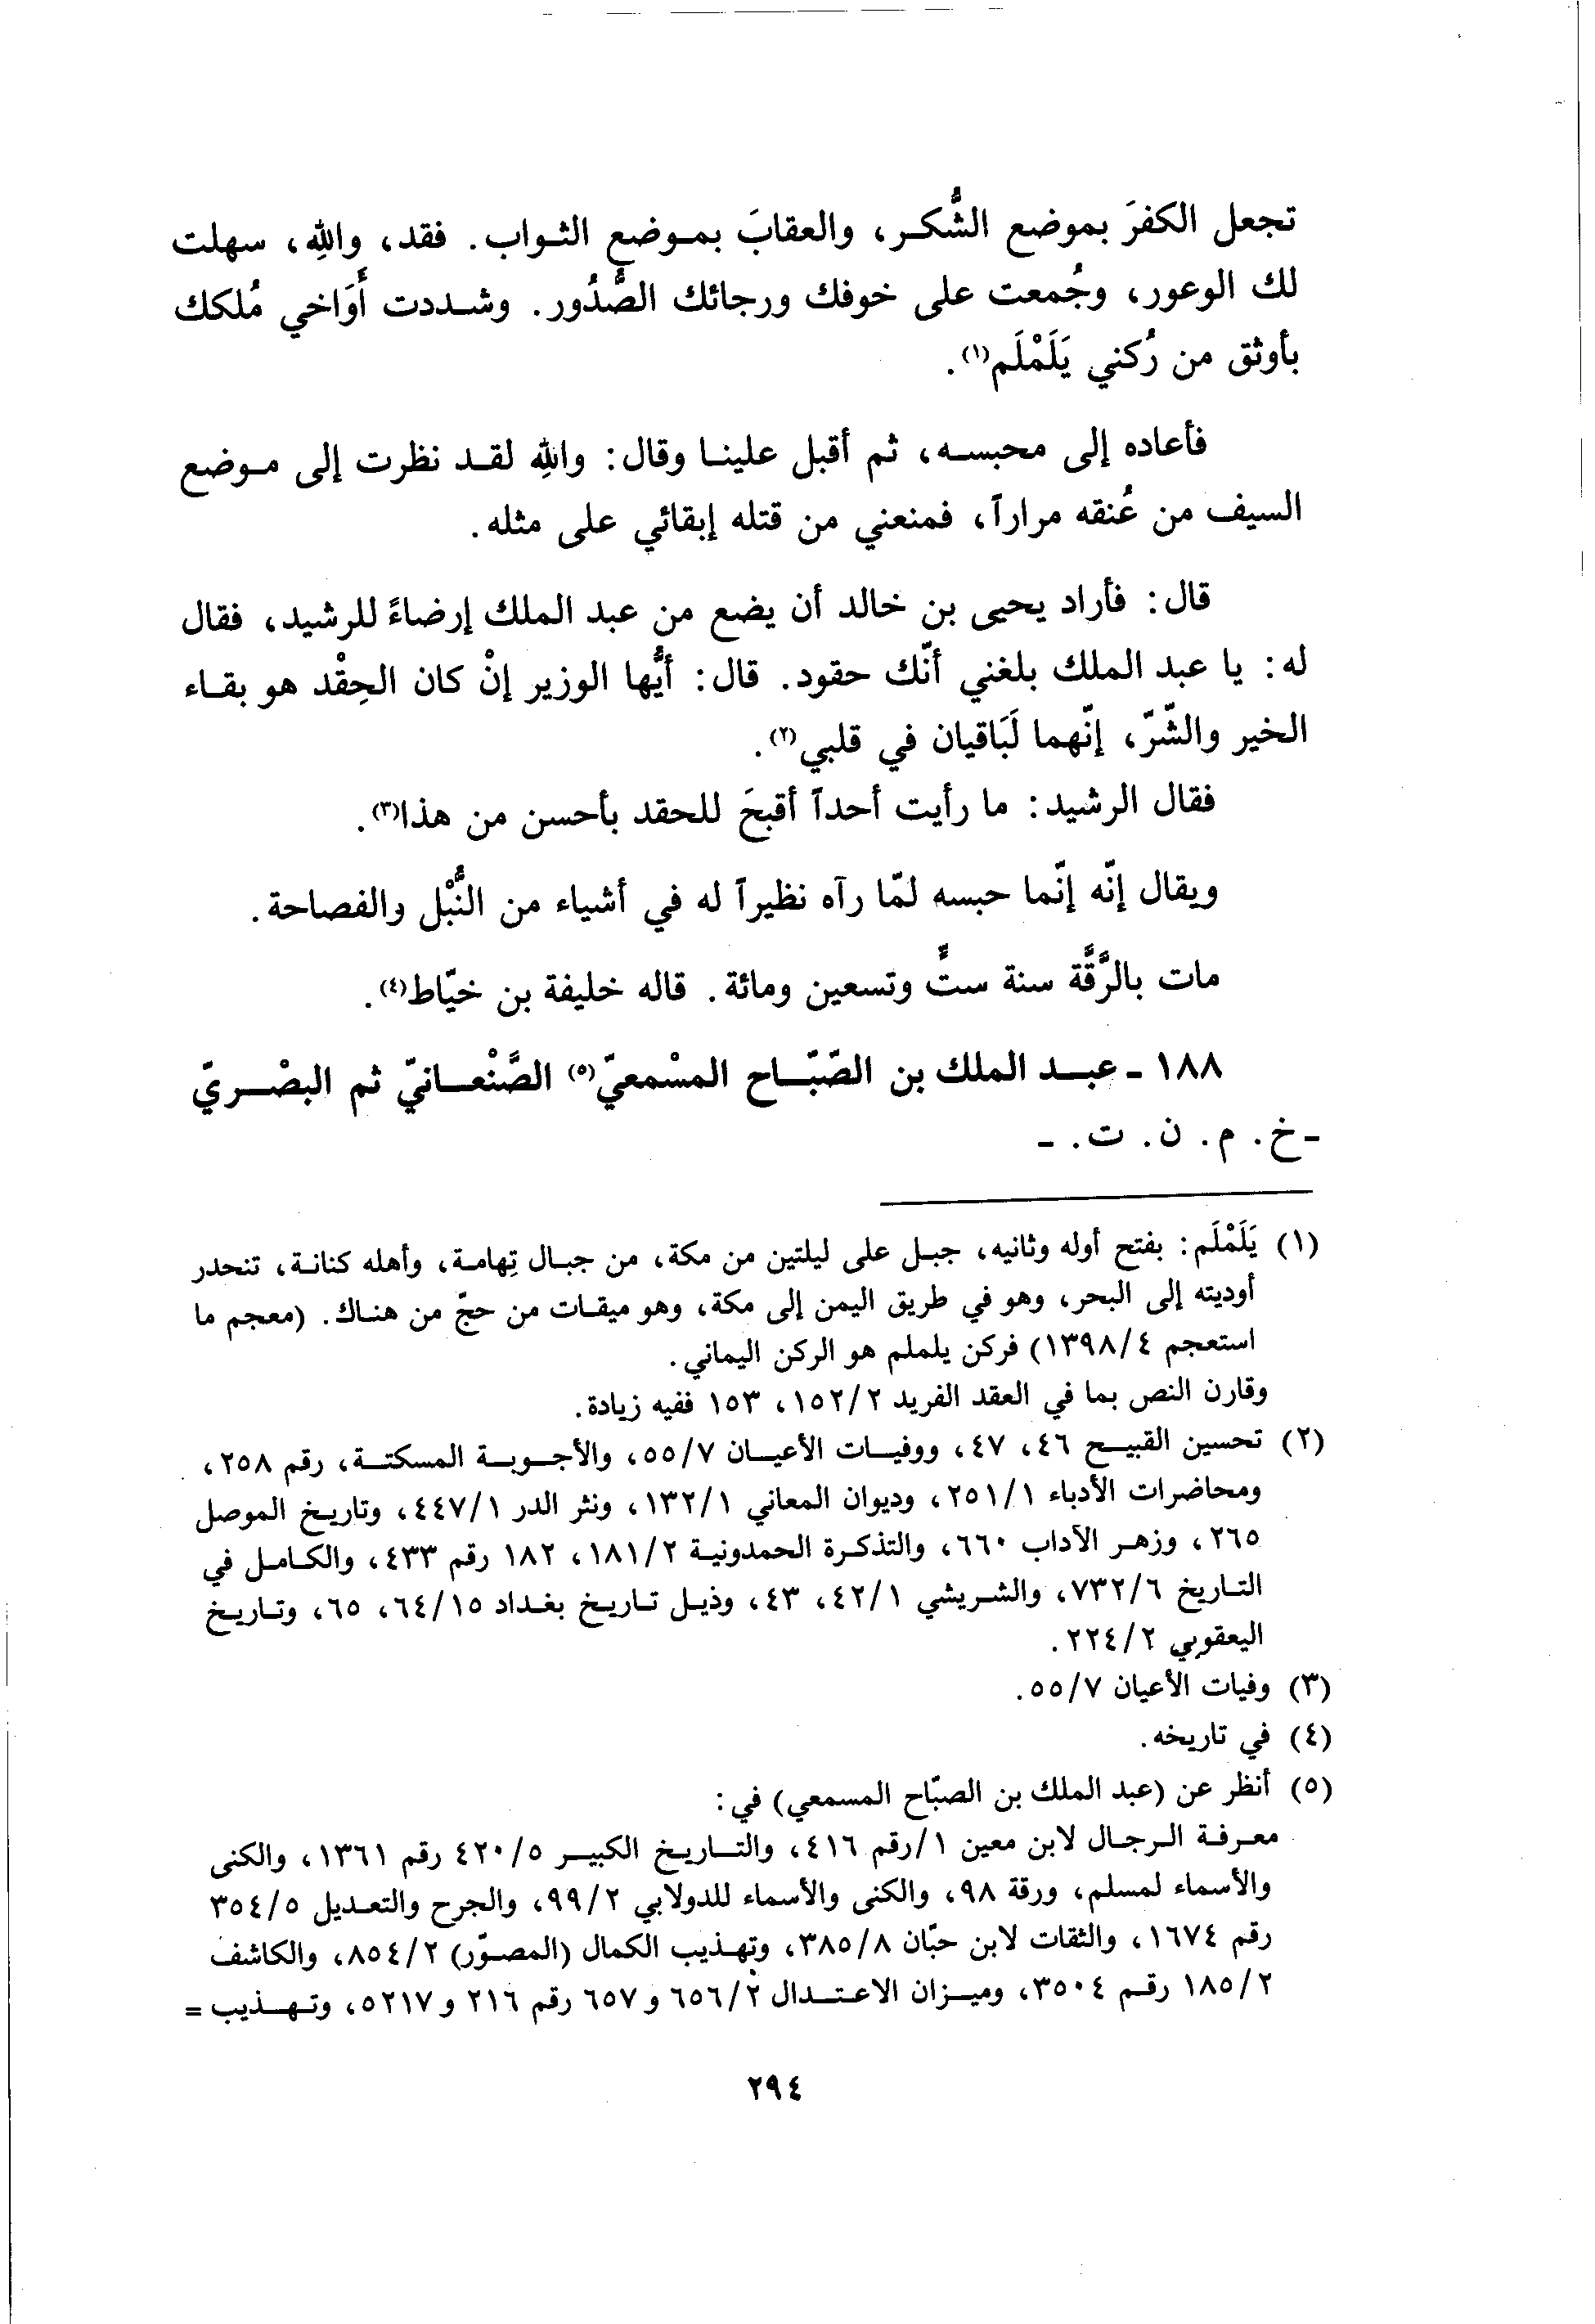 تجعل الكفرَ بموضع الشُّكر، والعقابَ بموضع الثواب. فقد، واللهِ، سهلت
لك الوعور، وجُمعت على خوفك ورجائك الصُّدُور. وشددت أَوَاخي مُلكك
بأوثق من رُكني يَلَمْلَم(١).
فأعاده إلى محبسه، ثم أقبل علينا وقال: واللهِ لقد نظرت إلى موضع
السيف من عُنقه مراراً، فمنعني من قتله إبقائي على مثله.
قال: فأراد يحيى بن خالد أن يضع من عبد الملك إرضاءً للرشيد، فقال
له: يا عبد الملك بلغني أنّك حقود. قال: أيُّها الوزير إنْ كان الحِقْد هو بقاء
الخير والشّرّ، إنّهما لَبَاقيان في قلبي(٢).
فقال الرشيد: ما رأيت أحداً أقبحَ للحقد بأحسن من هذا(٣).
ويقال إنّه إنّما حبسه لمّا رآه نظيراً له في أشياء من النُّبْل والفصاحة.
مات بالرَّقَّة سنة ستٍّ وتسعين ومائة. قاله خليفة بن خيّاط(٤).
١٨٨ - عبد الملك بن الصّبّاح المسْمعيّ(٥) الصَّنْعانيّ ثم البصْريّ
- خ. م. ن. ت. -
(١) يَلَمْلَم: بفتح أوله وثانيه، جبل على ليلتين من مكة، من جبال تِهامة، وأهله كنانة، تنحدر
أوديته إلى البحر، وهو في طريق اليمن إلى مكة، وهو ميقات من حجّ من هناك. (معجم ما
استعجم ١٣٩٨/٤) فركن يلملم هو الركن اليماني.
وقارن النص بما في العقد الفريد ١٥٢/٢، ١٥٣ ففيه زيادة.
(٢) تحسين القبيح ٤٦، ٤٧، ووفيات الأعيان ٥٥/٧، والأجوبة المسكتة، رقم ٢٥٨،
ومحاضرات الأدباء ٢٥١/١، وديوان المعاني ١٣٢/١، ونثر الدر ٤٤٧/١، وتاريخ الموصل
٢٦٥، وزهر الآداب ٦٦٠، والتذكرة الحمدونية ١٨١/٢، ١٨٢ رقم ٤٣٣، والكامل في
التاريخ ٧٣٢/٦، والشريشي ٤٢/١، ٤٣، وذيل تاريخ بغداد ٦٤/١٥، ٦٥، وتاريخ
اليعقوبي ٢٢٤/٢.
(٣) وفيات الأعيان ٥٥/٧.
(٤) في تاريخه.
(٥) أنظر عن (عبد الملك بن الصبّاح المسمعي) في:
معرفة الرجال لابن معين ١/رقم ٤١٦، والتاريخ الكبير ٤٢٠/٥ رقم ١٣٦١، والكنى
والأسماء لمسلم، ورقة ٩٨، والكنى والأسماء للدولابي ٩٩/٢، والجرح والتعديل ٣٥٤/٥
رقم ١٦٧٤، والثقات لابن حبّان ٣٨٥/٨، وتهذيب الكمال (المصوّر) ٨٥٤/٢، والكاشف
١٨٥/٢ رقم ٣٥٠٤، وميزان الاعتدال ٦٥٦/٢ و٦٥٧ رقم ٢١٦ و٥٢١٧، وتهذيب =
٢٩٤